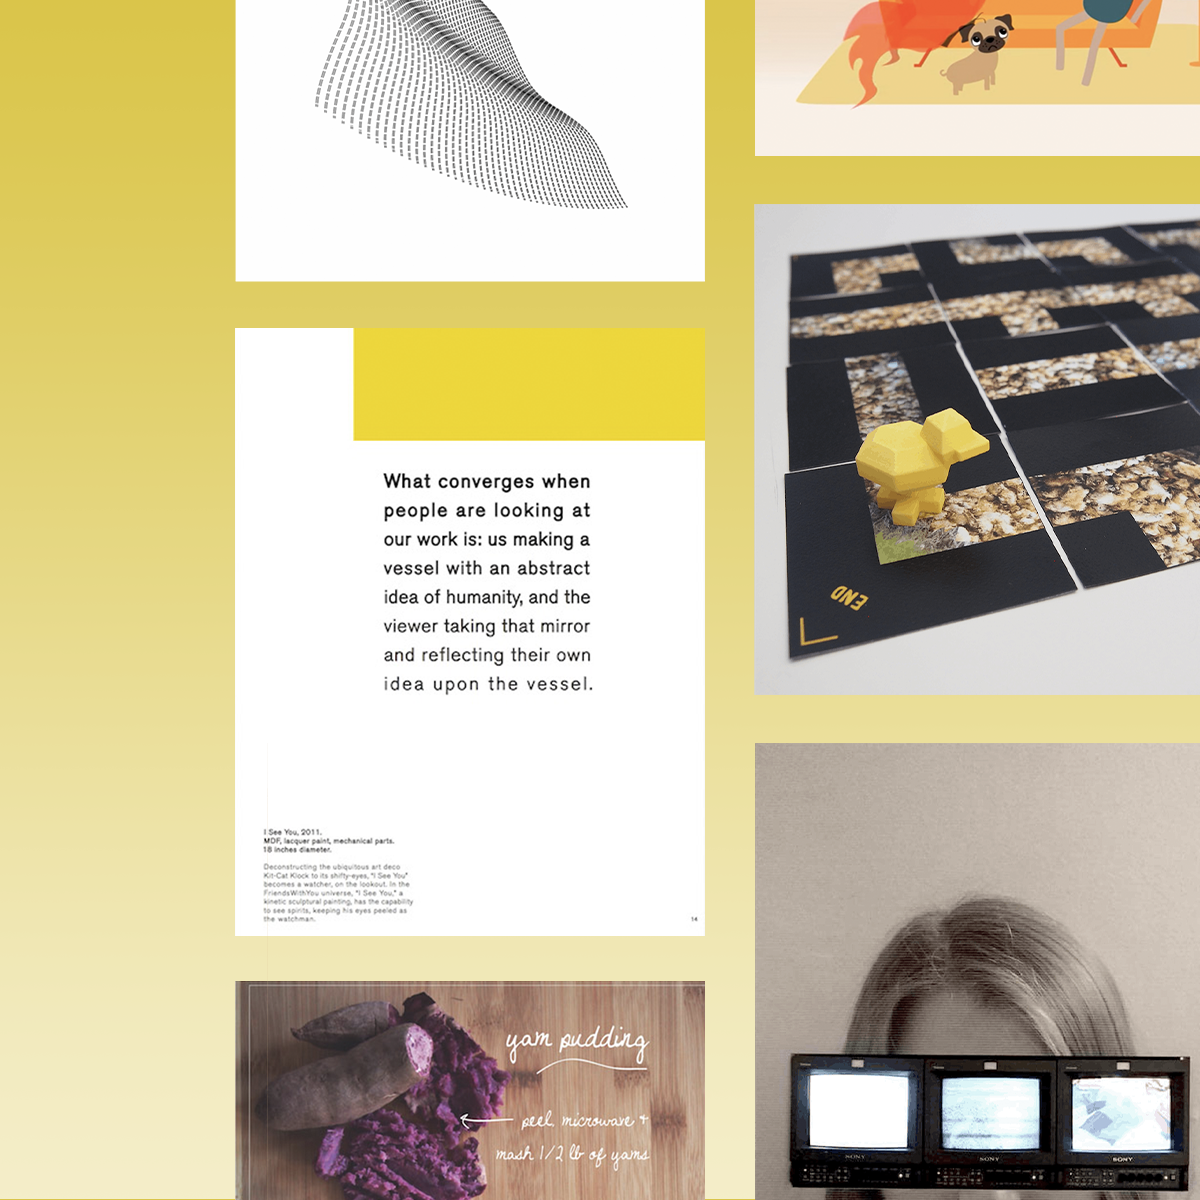 What converges when
people are looking at
our work is: us making a
vessel with an abstract
idea of humanity, and the
viewer taking that mirror
and reflecting their own
idea upon the vessel.
I See You, 2011.
MDF, lacquer paint, mechanical parts.
18 inches diameter.
Deconstructing the ubiquitous art deco
Kit-Cat Klock to its shifty-eyes, "I See You"
becomes a watcher, on the lookout. In the
FriendsWithYou universe, "I See You," a
kinetic sculptural painting, has the capability
to see spirits, keeping his eyes peeled as
the watchman.
14
yam pudding
peel, microwave +
mash 1/2 lb of yams
END
SONY
SONY
SONY